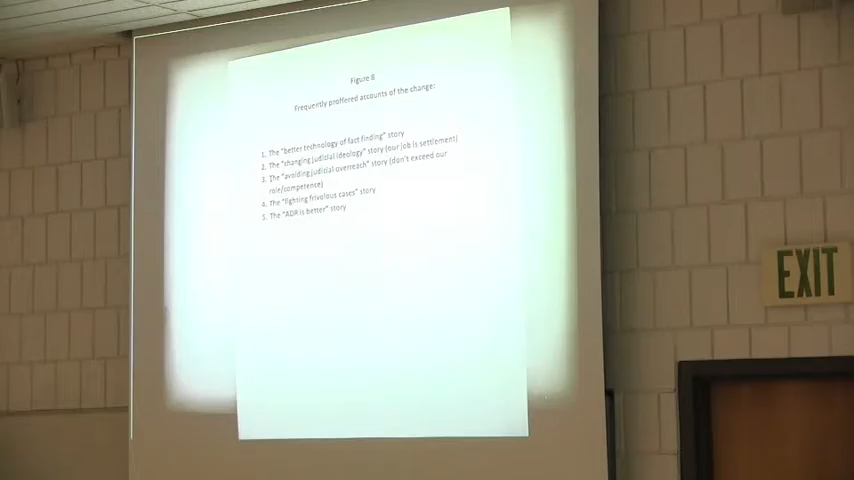 Figure 8
Frequently proffered accounts of the change:
1. The "better technology of fact finding" story
2. The "changing judicial ideology" story (our job is settlement)
3. The "avoiding judicial overreach" story (don't exceed our
role/competence)
4. The "fighting frivolous cases" story
5. The "ADR is better" story
EXIT